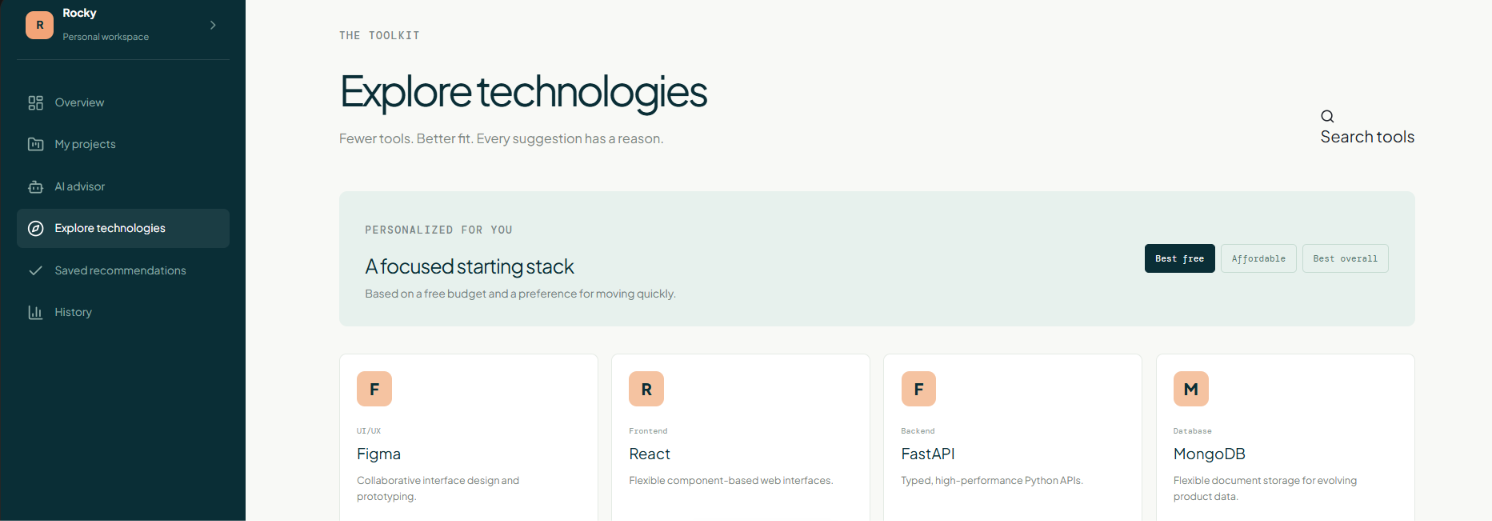 R
Rocky
Personal workspace
Overview
My projects
AI advisor
Explore technologies
Saved recommendations
History
THE TOOLKIT
Explore technologies
Fewer tools. Better fit. Every suggestion has a reason.
Search tools
PERSONALIZED FOR YOU
A focused starting stack
Based on a free budget and a preference for moving quickly.
Best free
Affordable
Best overall
F
UI/UX
Figma
Collaborative interface design and
prototyping.
R
Frontend
React
Flexible component-based web interfaces.
F
Backend
FastAPI
Typed, high-performance Python APIs.
M
Database
MongoDB
Flexible document storage for evolving
product data.